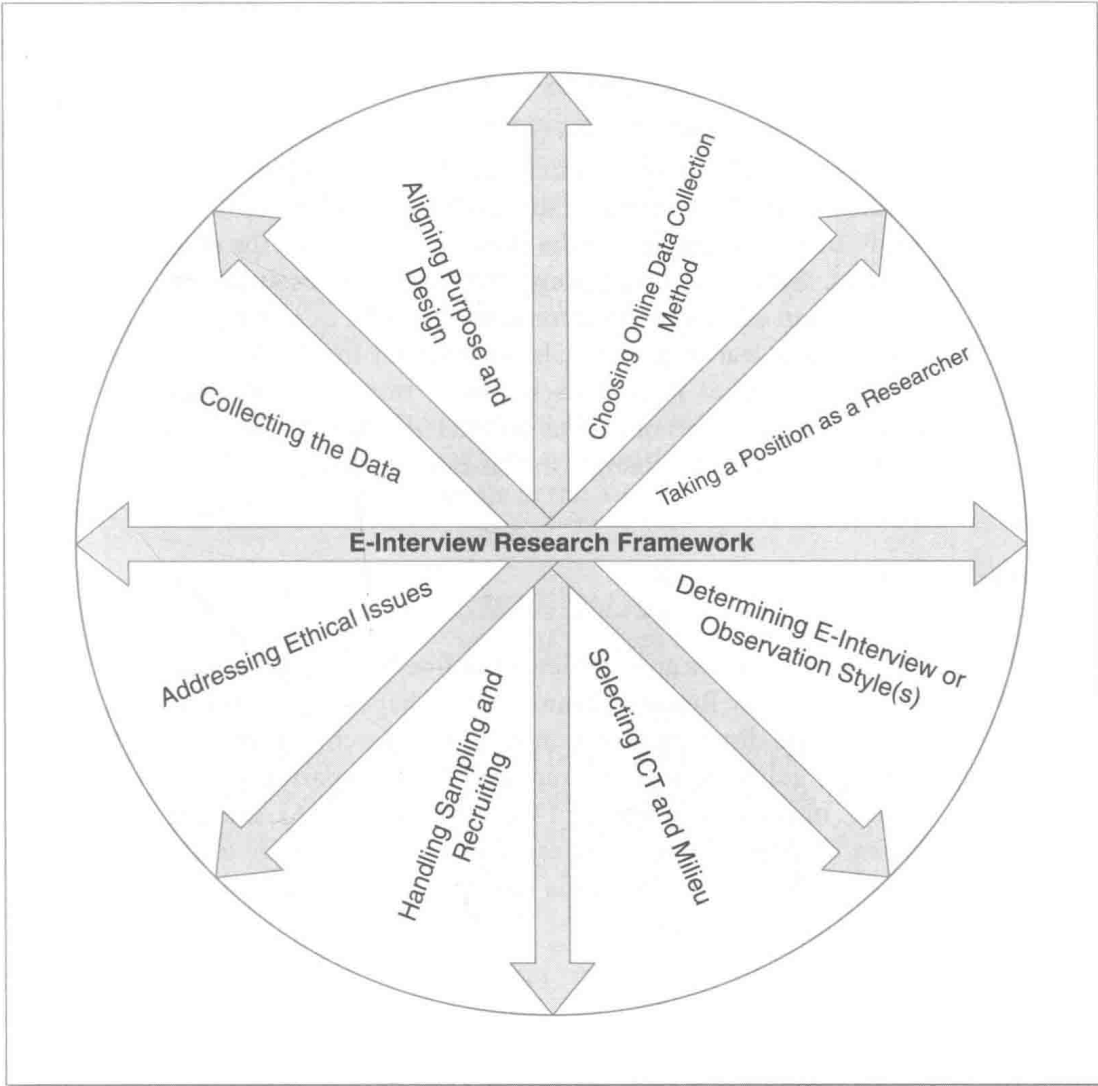 Aligning Purpose and
Design
Choosing Online Data Collection
Method
Taking a Position as a Researcher
Determining E-Interview or
Observation Style(s)
Selecting ICT and Milieu
Handling Sampling and
Recruiting
Addressing Ethical Issues
Collecting the Data
E-Interview Research Framework